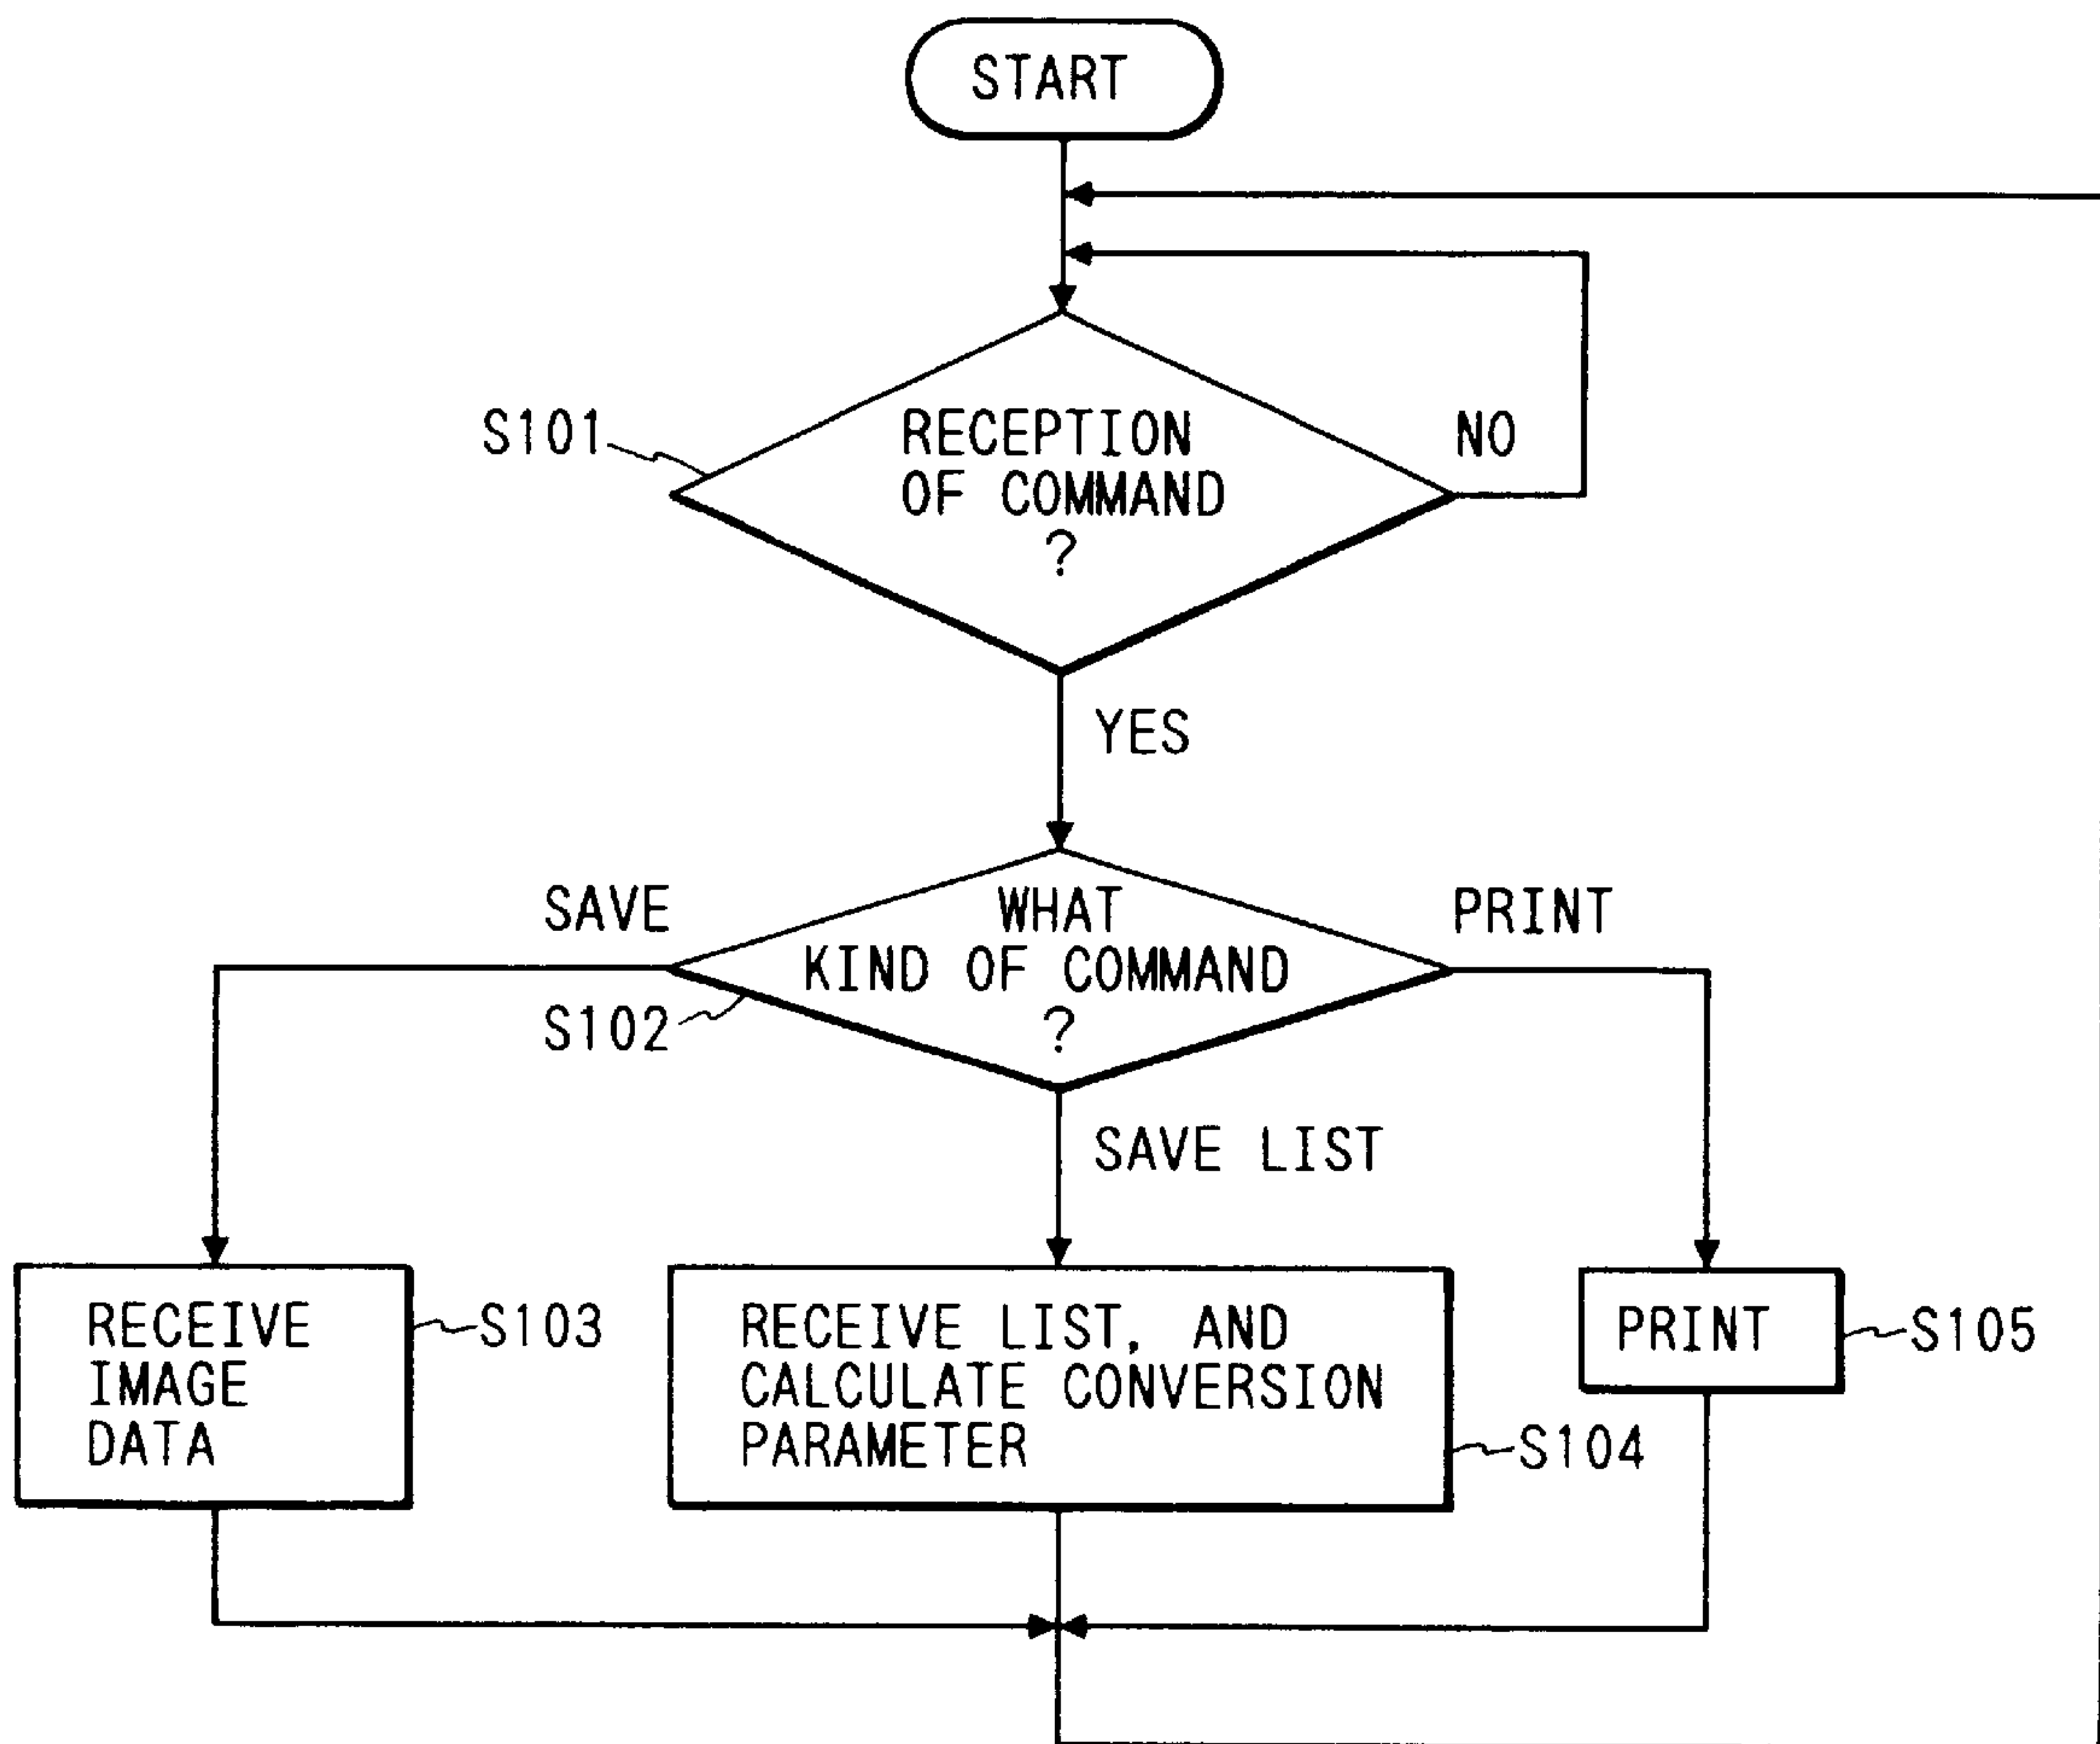 START
S101
RECEPTION
OF COMMAND
?
NO
YES
SAVE
WHAT
KIND OF COMMAND
?
PRINT
S102
SAVE LIST
RECEIVE
IMAGE
DATA
S103
RECEIVE LIST, AND
CALCULATE CONVERSION
PARAMETER
S104
PRINT
S105